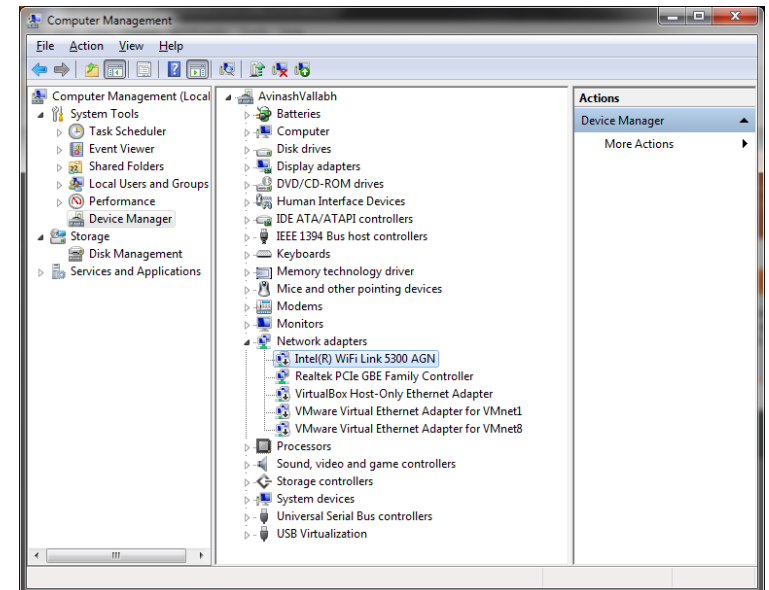 Computer Management
File Action View Help
Computer Management (Local
System Tools
Task Scheduler
Event Viewer
Shared Folders
Local Users and Groups
Performance
Device Manager
Storage
Disk Management
Services and Applications
AvinashVallabh
Batteries
Computer
Disk drives
Display adapters
DVD/CD-ROM drives
Human Interface Devices
IDE ATA/ATAPI controllers
IEEE 1394 Bus host controllers
Keyboards
Memory technology driver
Mice and other pointing devices
Modems
Monitors
Network adapters
Intel(R) WiFi Link 5300 AGN
Realtek PCIe GBE Family Controller
VirtualBox Host-Only Ethernet Adapter
VMware Virtual Ethernet Adapter for VMnet1
VMware Virtual Ethernet Adapter for VMnet8
Processors
Sound, video and game controllers
Storage controllers
System devices
Universal Serial Bus controllers
USB Virtualization
Actions
Device Manager
More Actions